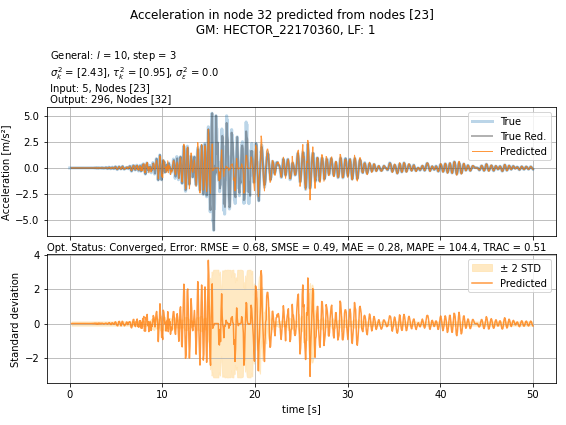 Acceleration in node 32 predicted from nodes [23]
GM: HECTOR_22170360, LF: 1
General: l = 10, step = 3
σ²ₖ = [2.43], τ²ₖ = [0.95], σ²ε = 0.0
Input: 5, Nodes [23]
Output: 296, Nodes [32]
Acceleration [m/s²]
5.0
2.5
0.0
−2.5
−5.0
True
True Red.
Predicted
Opt. Status: Converged, Error: RMSE = 0.68, SMSE = 0.49, MAE = 0.28, MAPE = 104.4, TRAC = 0.51
Standard deviation
4
2
0
−2
± 2 STD
Predicted
0 10 20 30 40 50
time [s]